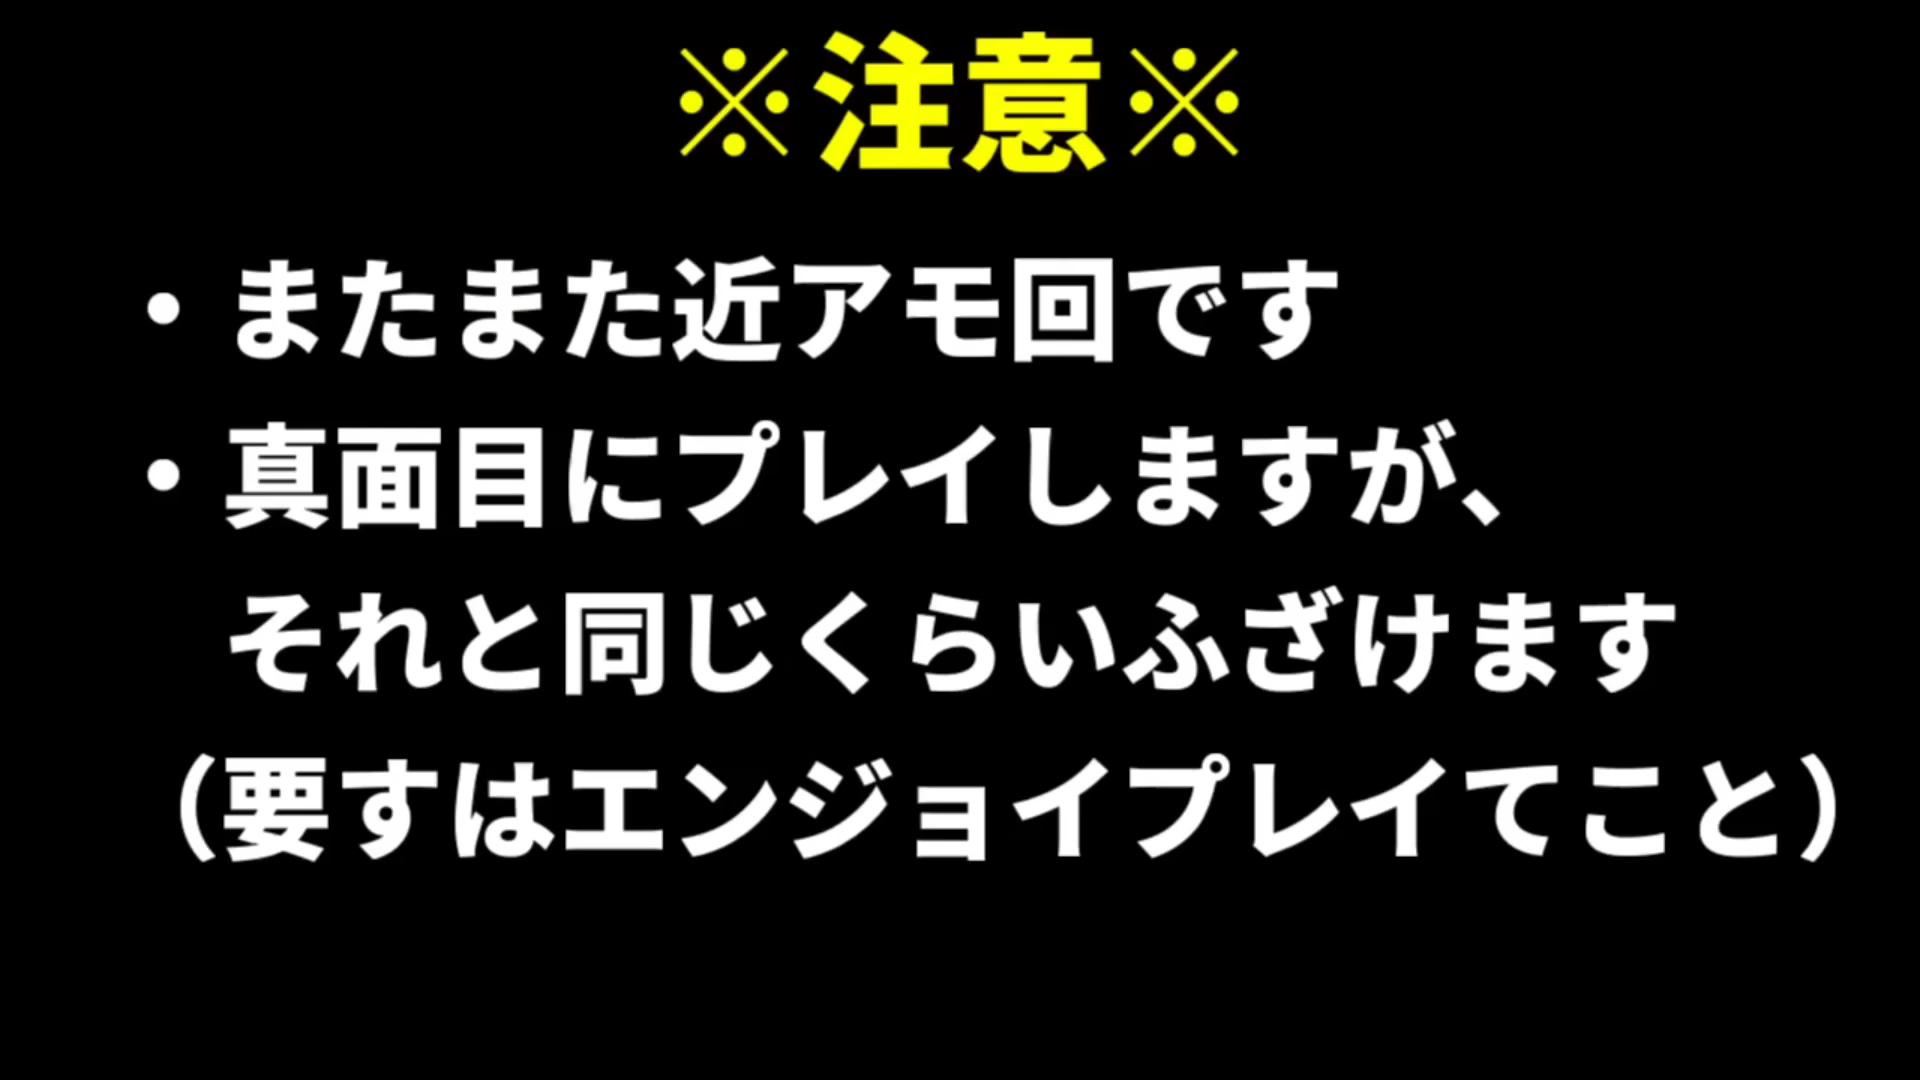 ※注意※
・またまた近アモ回です
・真面目にプレイしますが、
それと同じくらいふざけます
（要すはエンジョイプレイてこと）